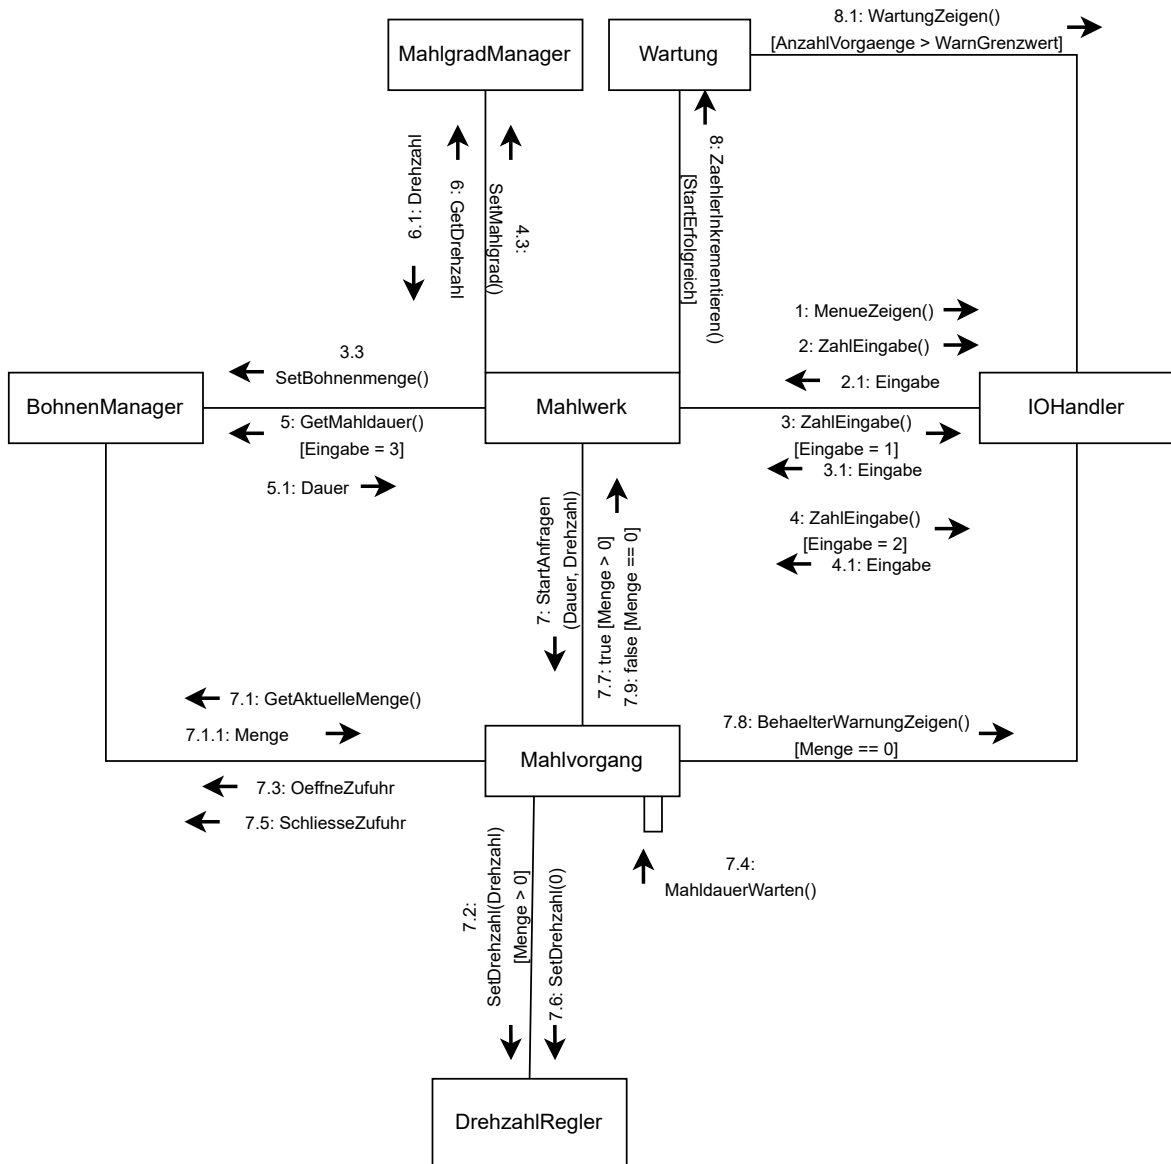 8.1: WartungZeigen()
[AnzahlVorgaenge > WarnGrenzwert]
MahlgradManager
Wartung
6.1: Drehzahl
6: GetDrehzahl
4.3:
SetMahlgrad()
8: ZaehlerInkrementieren()
[StartErfolgreich]
1: MenueZeigen()
2: ZahlEingabe()
2.1: Eingabe
3.3
SetBohnenmenge()
BohnenManager
Mahlwerk
IOHandler
5: GetMahldauer()
[Eingabe = 3]
5.1: Dauer
3: ZahlEingabe()
[Eingabe = 1]
3.1: Eingabe
4: ZahlEingabe()
[Eingabe = 2]
4.1: Eingabe
7: StartAnfragen
(Dauer, Drehzahl)
7.7: true [Menge > 0]
7.9: false [Menge == 0]
7.1: GetAktuelleMenge()
7.1.1: Menge
Mahlvorgang
7.8: BehaelterWarnungZeigen()
[Menge == 0]
7.3: OeffneZufuhr
7.5: SchliesseZufuhr
7.2:
SetDrehzahl(Drehzahl)
[Menge > 0]
7.6: SetDrehzahl(0)
7.4:
MahldauerWarten()
DrehzahlRegler